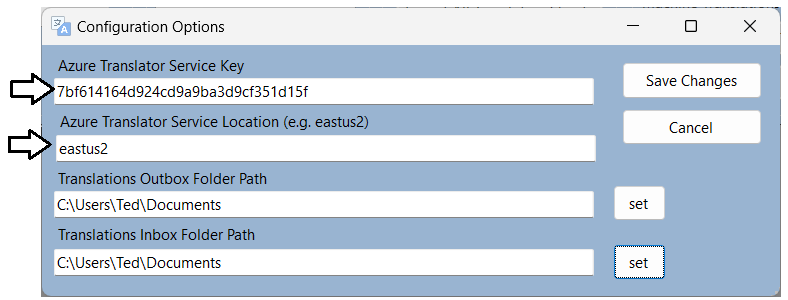 Configuration Options
Azure Translator Service Key
7bf614164d924cd9a9ba3d9cf351d15f
Save Changes
Azure Translator Service Location (e.g. eastus2)
Cancel
eastus2
Translations Outbox Folder Path
C:\Users\Ted\Documents
set
Translations Inbox Folder Path
C:\Users\Ted\Documents
set